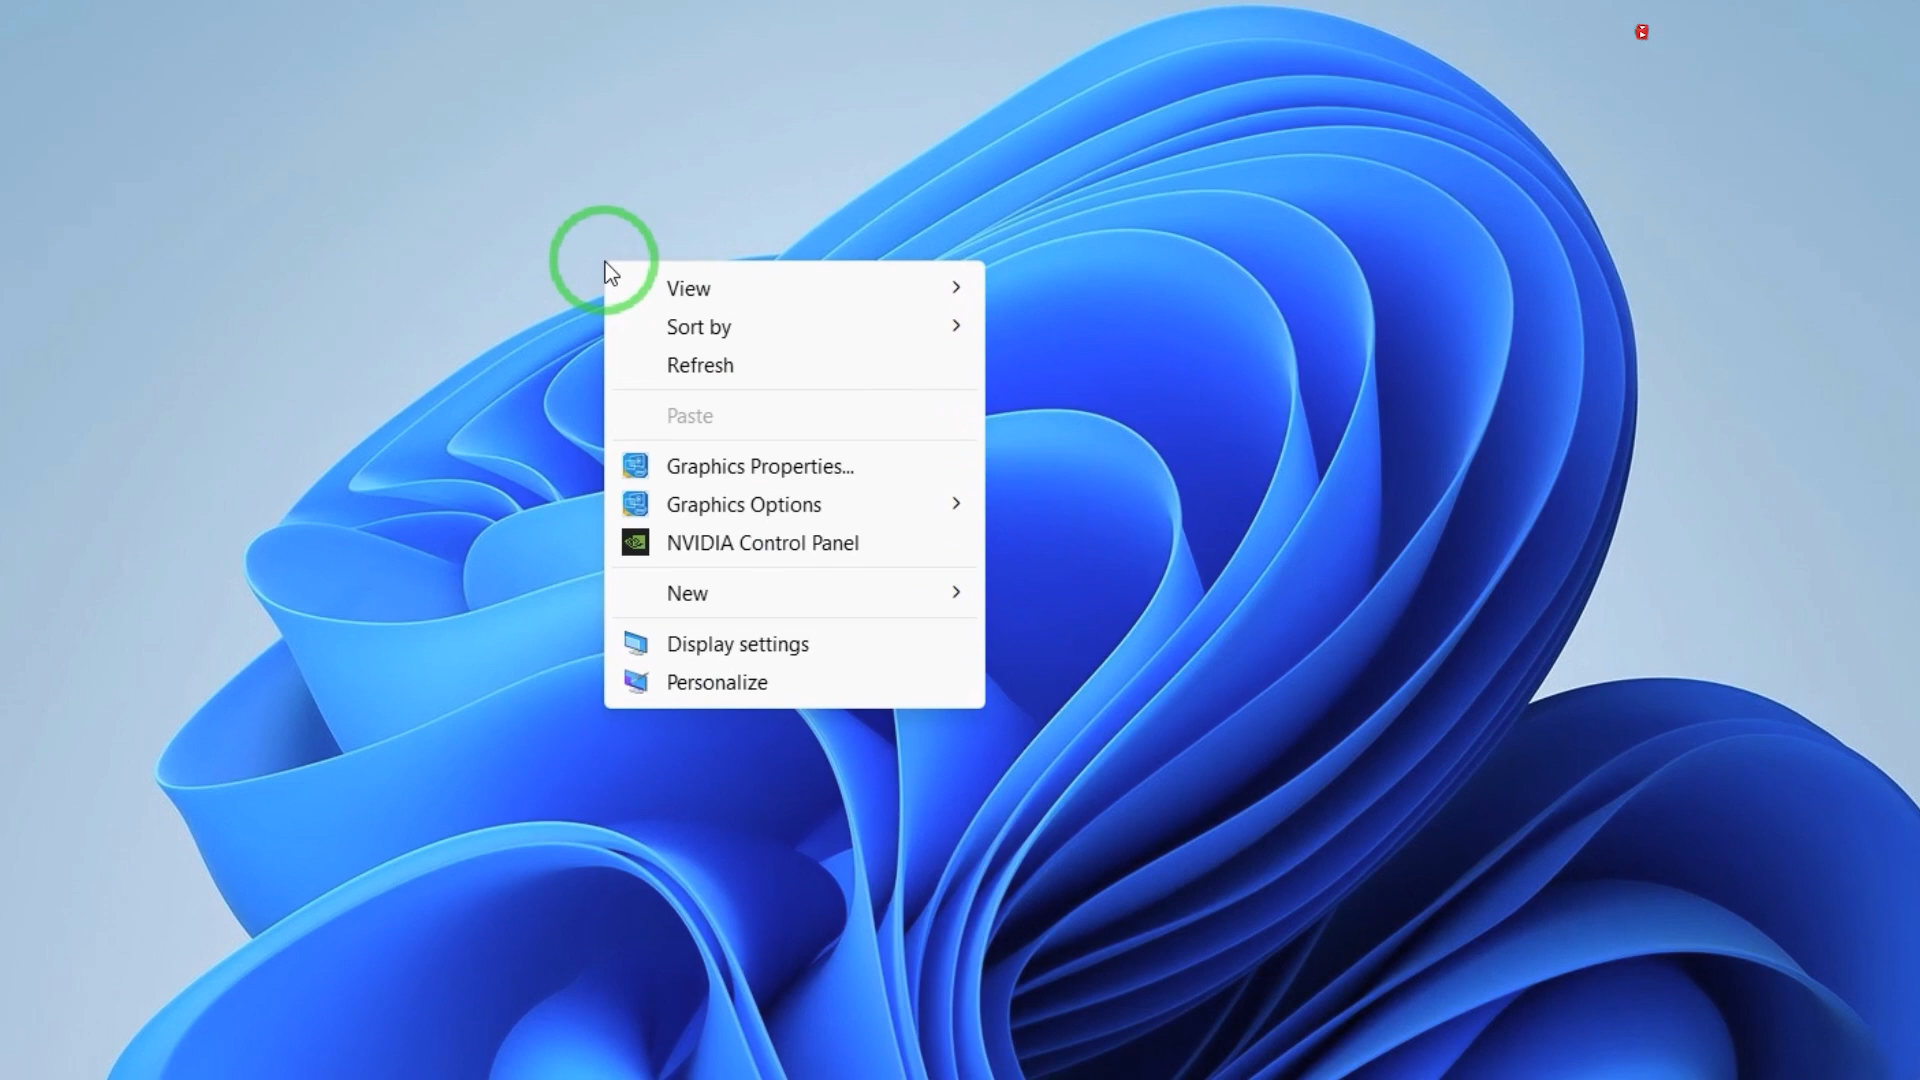 View
Sort by
Refresh
Paste
Graphics Properties...
Graphics Options
NVIDIA Control Panel
New
Display settings
Personalize